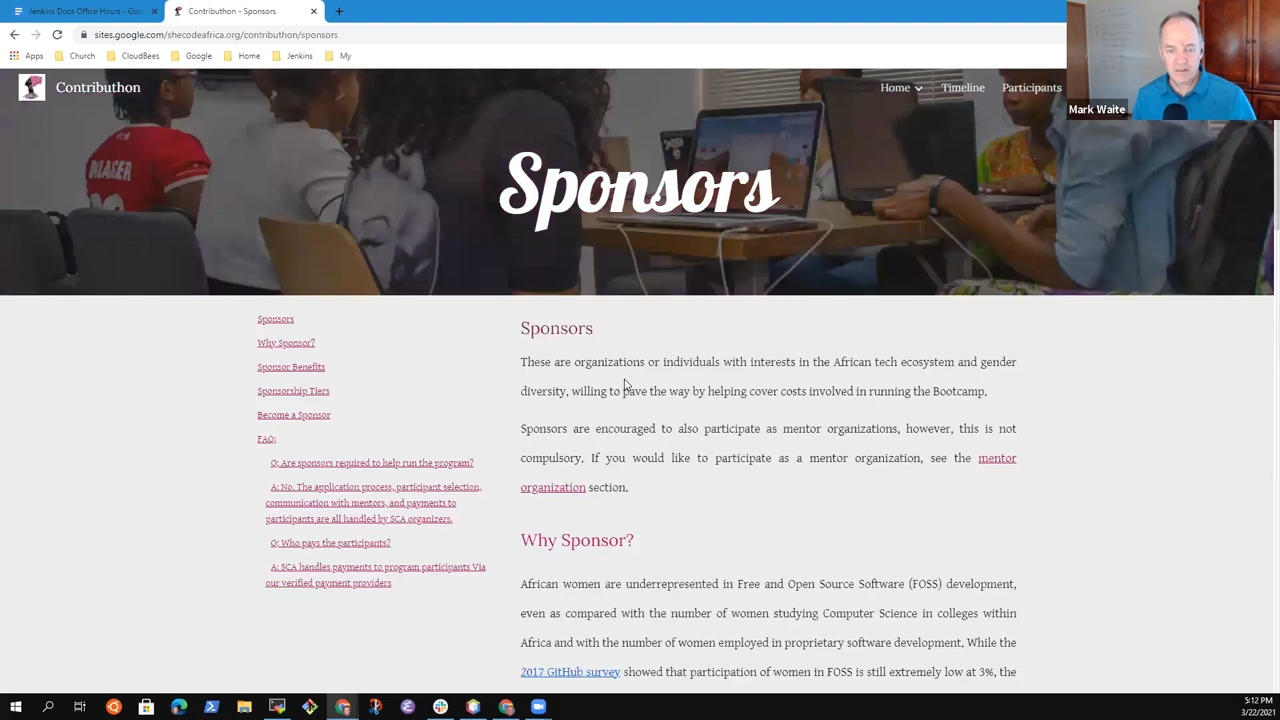 Jenkins Docs Office Hours - Goo
Contributhon - Sponsors
sites.google.com/shecodeafrica.org/contributhon/sponsors
Apps
Church
CloudBees
Google
Home
Jenkins
My
Contributhon
Home
Timeline
Participants
Mark Waite
Sponsors
Sponsors
Why Sponsor?
Sponsor Benefits
Sponsorship Tiers
Become a Sponsor
FAQ:
Q: Are sponsors required to help run the program?
A: No. The application process, participant selection,
communication with mentors, and payments to
participants are all handled by SCA organizers.
Q: Who pays the participants?
A: SCA handles payments to program participants Via
our verified payment providers
Sponsors
These are organizations or individuals with interests in the African tech ecosystem and gender
diversity, willing to pave the way by helping cover costs involved in running the Bootcamp.
Sponsors are encouraged to also participate as mentor organizations, however, this is not
compulsory. If you would like to participate as a mentor organization, see the mentor
organization section.
Why Sponsor?
African women are underrepresented in Free and Open Source Software (FOSS) development,
even as compared with the number of women studying Computer Science in colleges within
Africa and with the number of women employed in proprietary software development. While the
2017 GitHub survey showed that participation of women in FOSS is still extremely low at 3%, the
5:12 PM
3/22/2021